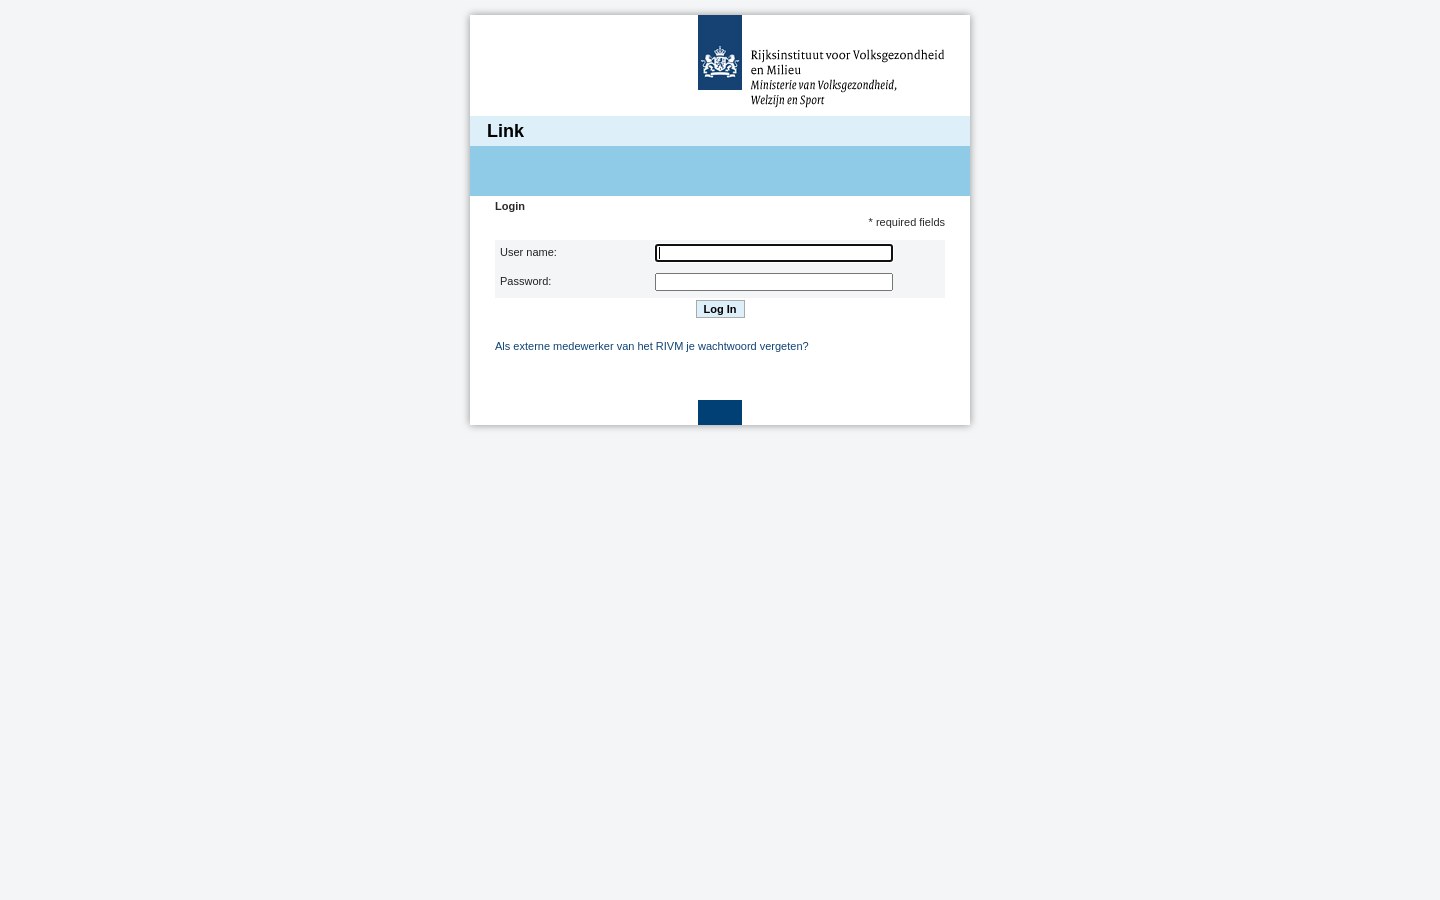 Rijksinstituut voor Volksgezondheid
en Milieu
Ministerie van Volksgezondheid,
Welzijn en Sport
Link
Login
* required fields
User name:
Password:
Log In
Als externe medewerker van het RIVM je wachtwoord vergeten?